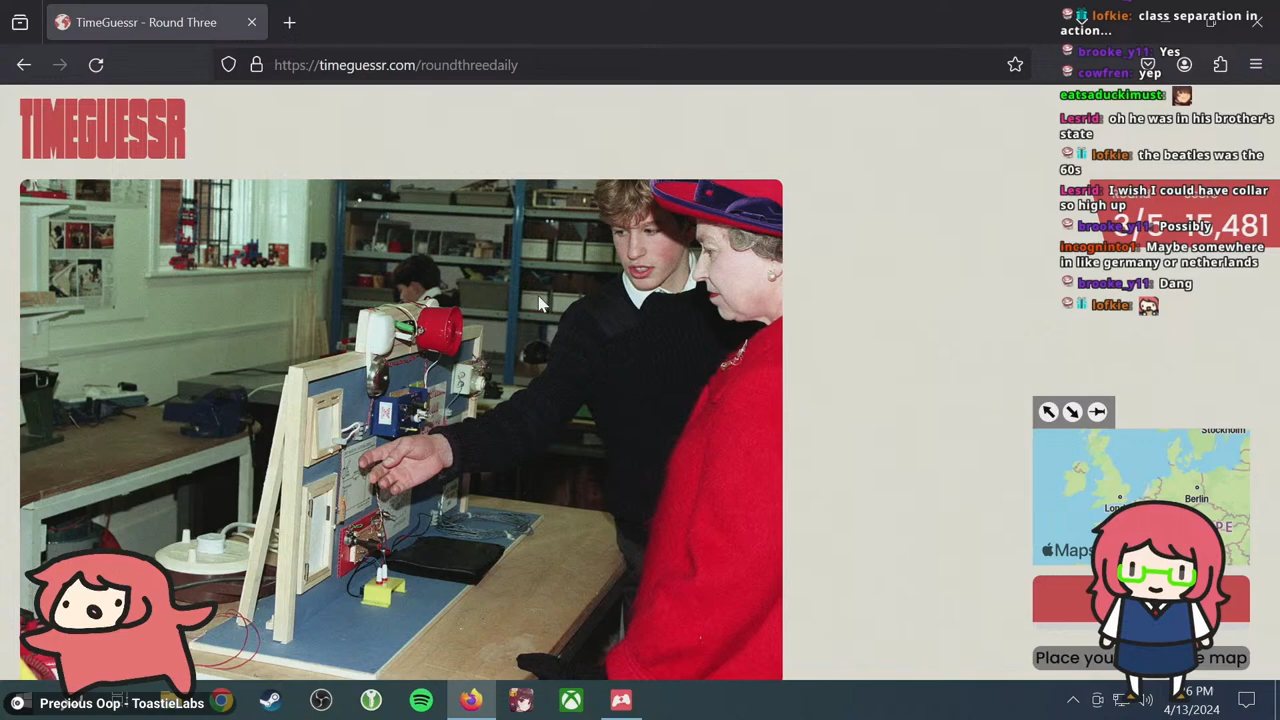 TimeGuessr - Round Three
https://timeguessr.com/roundthreedaily
lofkie: class separation in
action...
brooke_y11: Yes
cowfren: yep
eatsaduckimust:
Lesrid: oh he was in his brother's
state
lofkie: the beatles was the
60s
Lesrid: I wish I could have collar
so high up
brooke_y11: Possibly
incogninto1: Maybe somewhere
in like germany or netherlands
brooke_y11: Dang
lofkie:
TIMEGUESSR
3/5
15,481
Stockholm
Berlin
Maps
Place you
map
Precious Oop - ToastieLabs
6 PM
4/13/2024